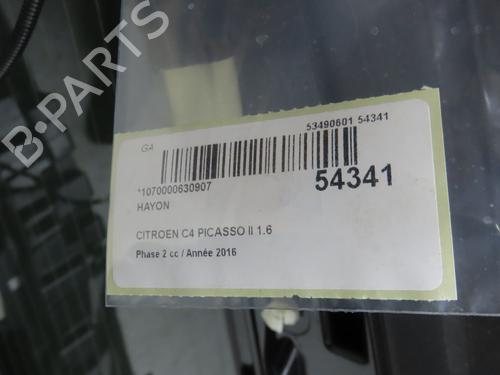 B-PARTS
GA
53490601 54341
*1070000630907
54341
HAYON
CITROEN C4 PICASSO II 1.6
Phase 2 cc / Année 2016